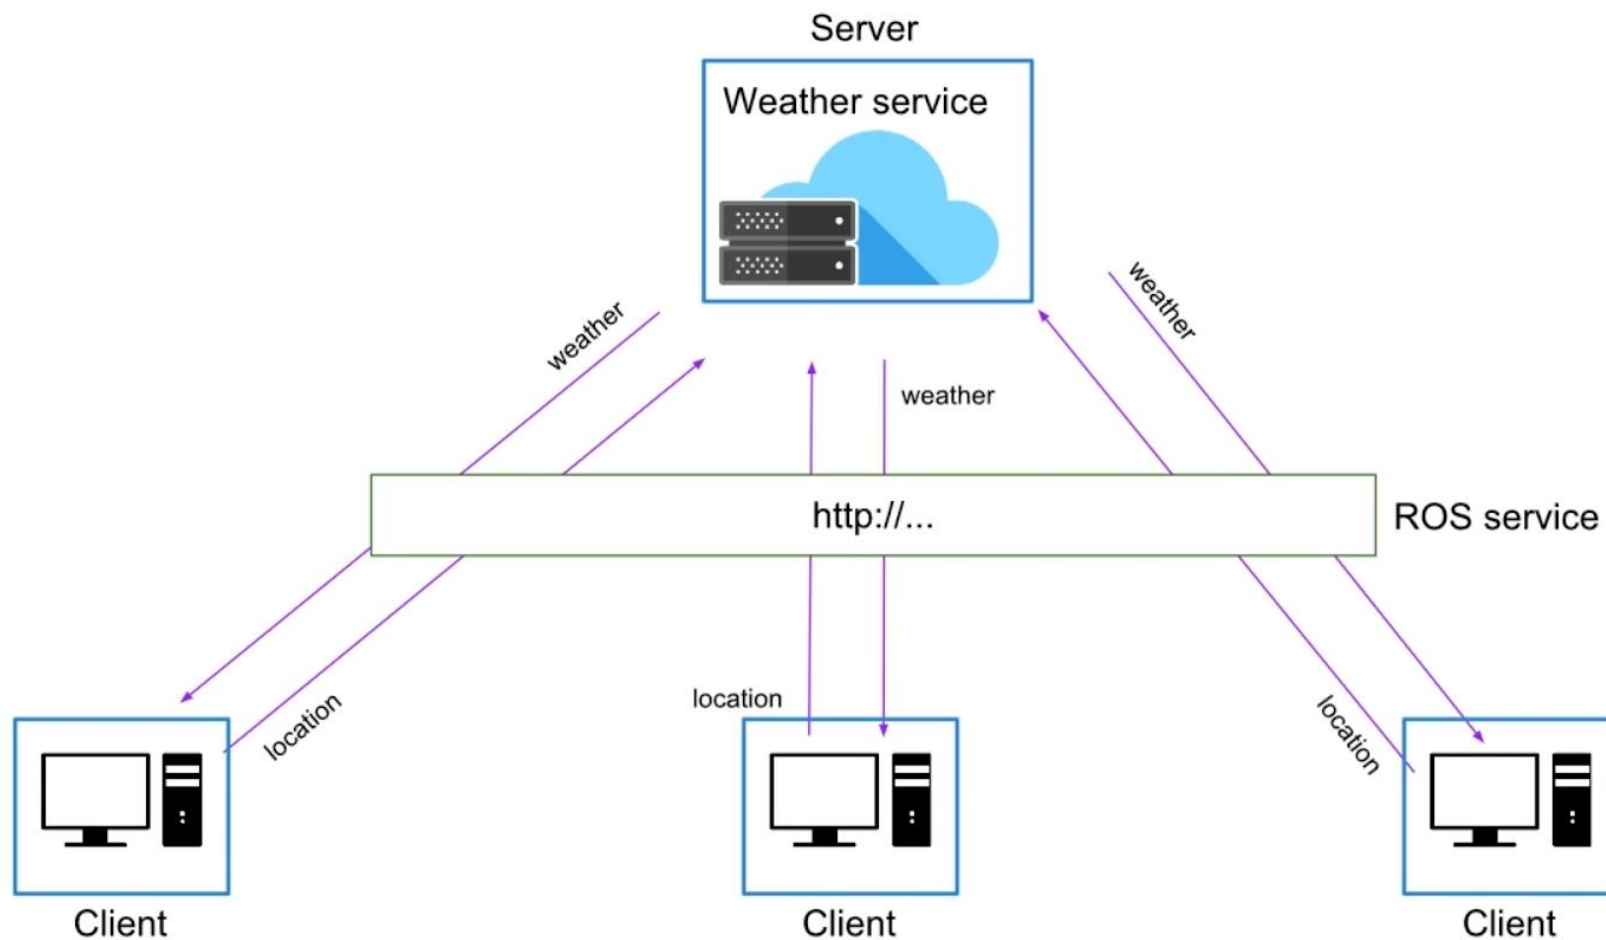 Server
Weather service
weather
weather
weather
http://...
ROS service
location
location
location
Client
Client
Client